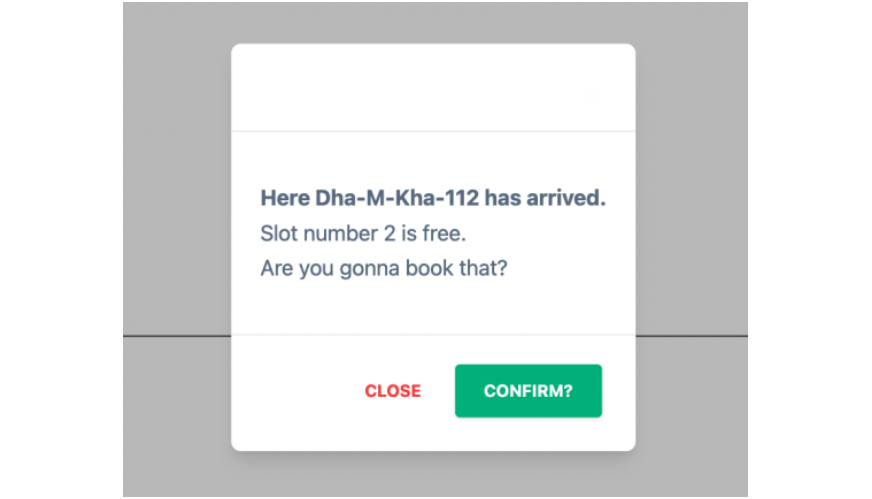 Here Dha-M-Kha-112 has arrived.
Slot number 2 is free.
Are you gonna book that?
CLOSE
CONFIRM?